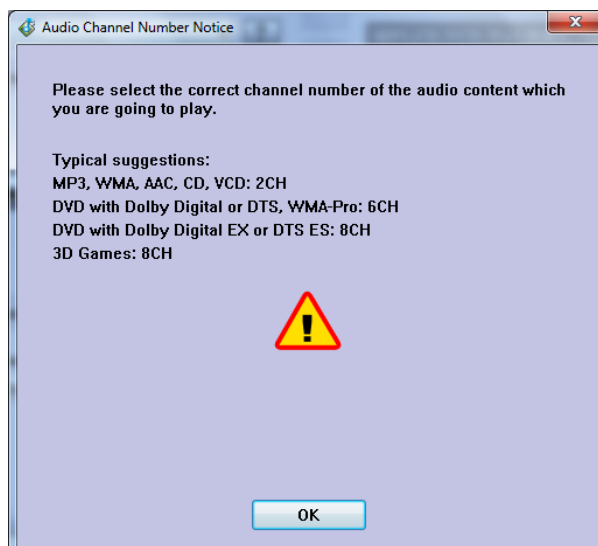 Audio Channel Number Notice
Please select the correct channel number of the audio content which
you are going to play.
Typical suggestions:
MP3, WMA, AAC, CD, VCD: 2CH
DVD with Dolby Digital or DTS, WMA-Pro: 6CH
DVD with Dolby Digital EX or DTS ES: 8CH
3D Games: 8CH
OK